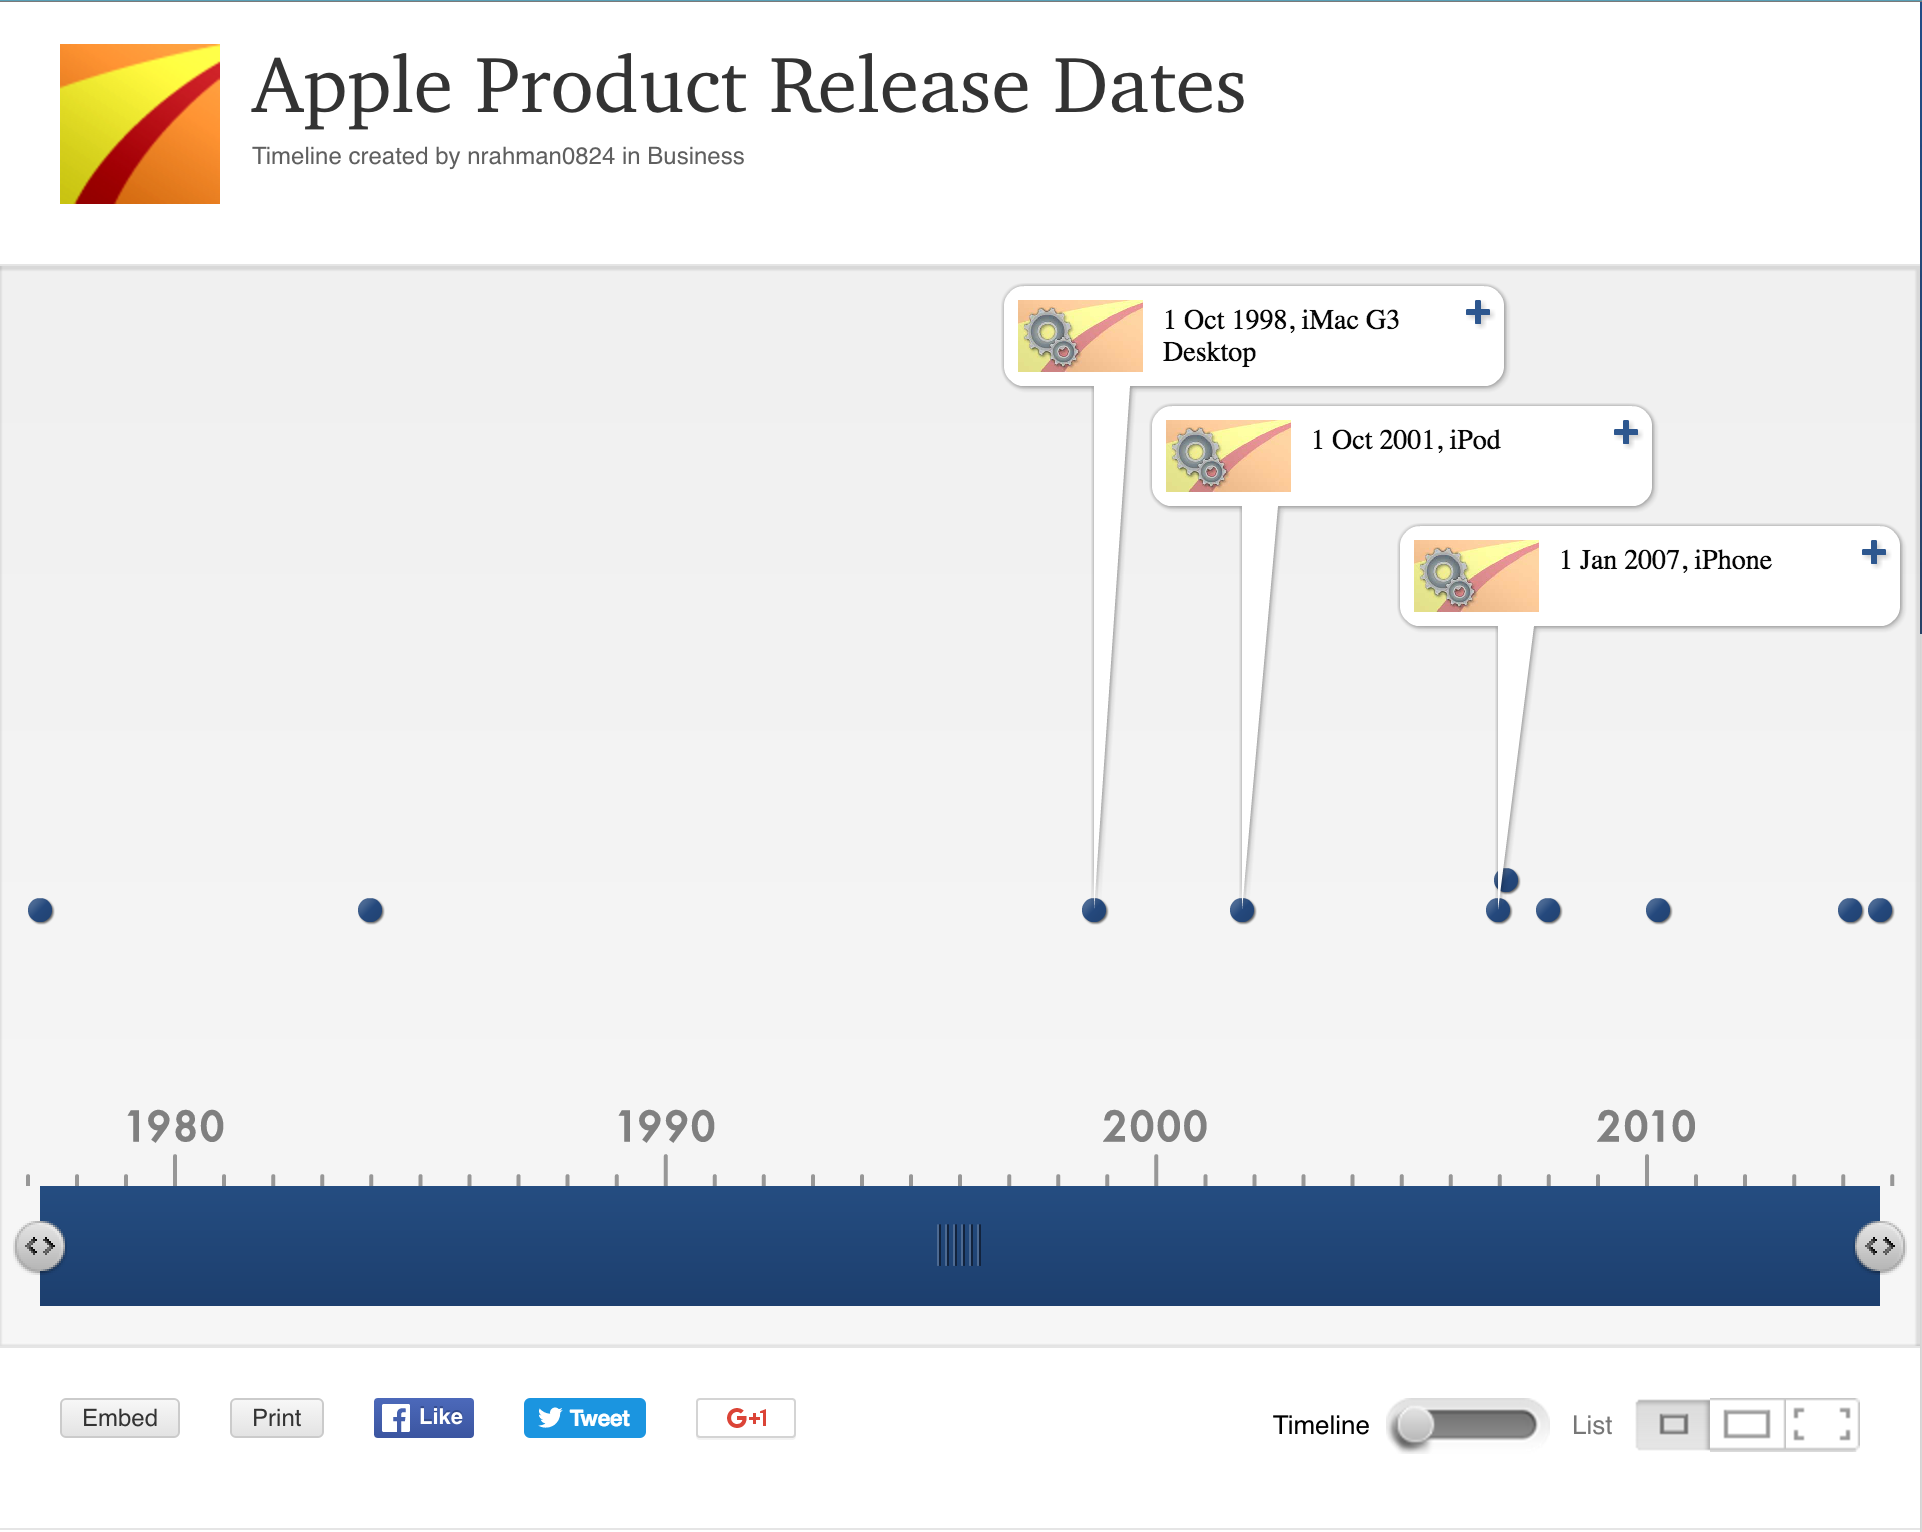 Apple Product Release Dates
Timeline created by nrahman0824 in Business
1 Oct 1998, iMac G3
Desktop
1 Oct 2001, iPod
1 Jan 2007, iPhone
1980 1990 2000 2010
Embed Print Like Tweet G+1 Timeline List